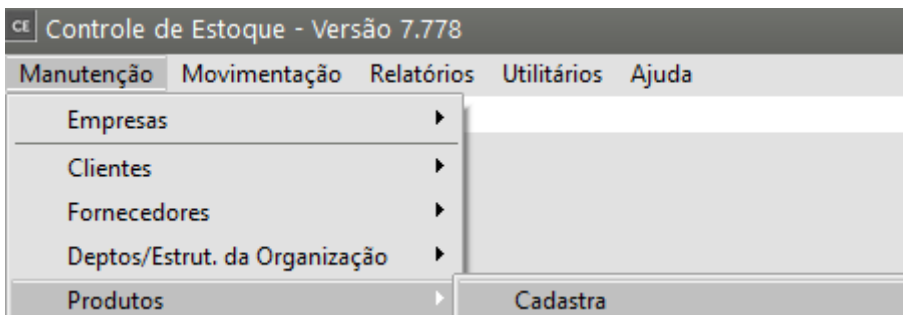 CE Controle de Estoque - Versão 7.778
Manutenção Movimentação Relatórios Utilitários Ajuda
Empresas
Clientes
Fornecedores
Deptos/Estrut. da Organização
Produtos Cadastra